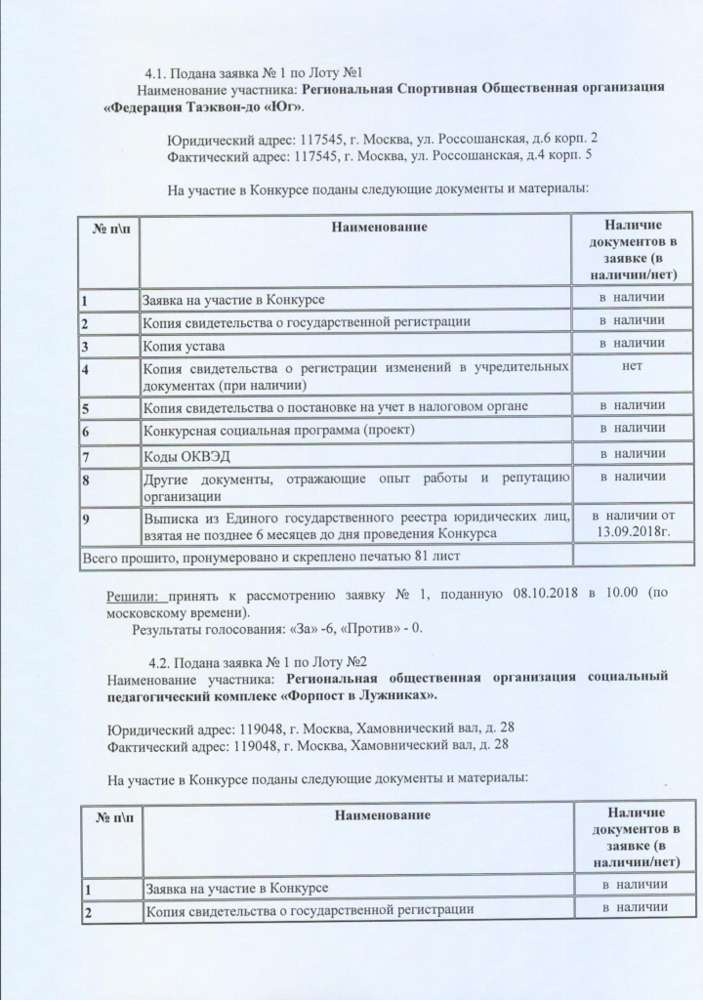 4.1. Подана заявка № 1 по Лоту №1
Наименование участника: Региональная Спортивная Общественная организация
«Федерация Таэквон-до «Юг».
Юридический адрес: 117545, г. Москва, ул. Россошанская, д.6 корп. 2
Фактический адрес: 117545, г. Москва, ул. Россошанская, д.4 корп. 5
На участие в Конкурсе поданы следующие документы и материалы:
№ п\п Наименование Наличие
документов в
заявке (в
наличии/нет)
1 Заявка на участие в Конкурсе в наличии
2 Копия свидетельства о государственной регистрации в наличии
3 Копия устава в наличии
4 Копия свидетельства о регистрации изменений в учредительных нет
документах (при наличии)
5 Копия свидетельства о постановке на учет в налоговом органе в наличии
6 Конкурсная социальная программа (проект) в наличии
7 Коды ОКВЭД в наличии
8 Другие документы, отражающие опыт работы и репутацию в наличии
организации
9 Выписка из Единого государственного реестра юридических лиц, в наличии от
взятая не позднее 6 месяцев до дня проведения Конкурса 13.09.2018г.
Всего прошито, пронумеровано и скреплено печатью 81 лист
Решили: принять к рассмотрению заявку № 1, поданную 08.10.2018 в 10.00 (по
московскому времени).
Результаты голосования: «За» -6, «Против» - 0.
4.2. Подана заявка № 1 по Лоту №2
Наименование участника: Региональная общественная организация социальный
педагогический комплекс «Форпост в Лужниках».
Юридический адрес: 119048, г. Москва, Хамовнический вал, д. 28
Фактический адрес: 119048, г. Москва, Хамовнический вал, д. 28
На участие в Конкурсе поданы следующие документы и материалы:
№ п\п Наименование Наличие
документов в
заявке (в
наличии/нет)
1 Заявка на участие в Конкурсе в наличии
2 Копия свидетельства о государственной регистрации в наличии